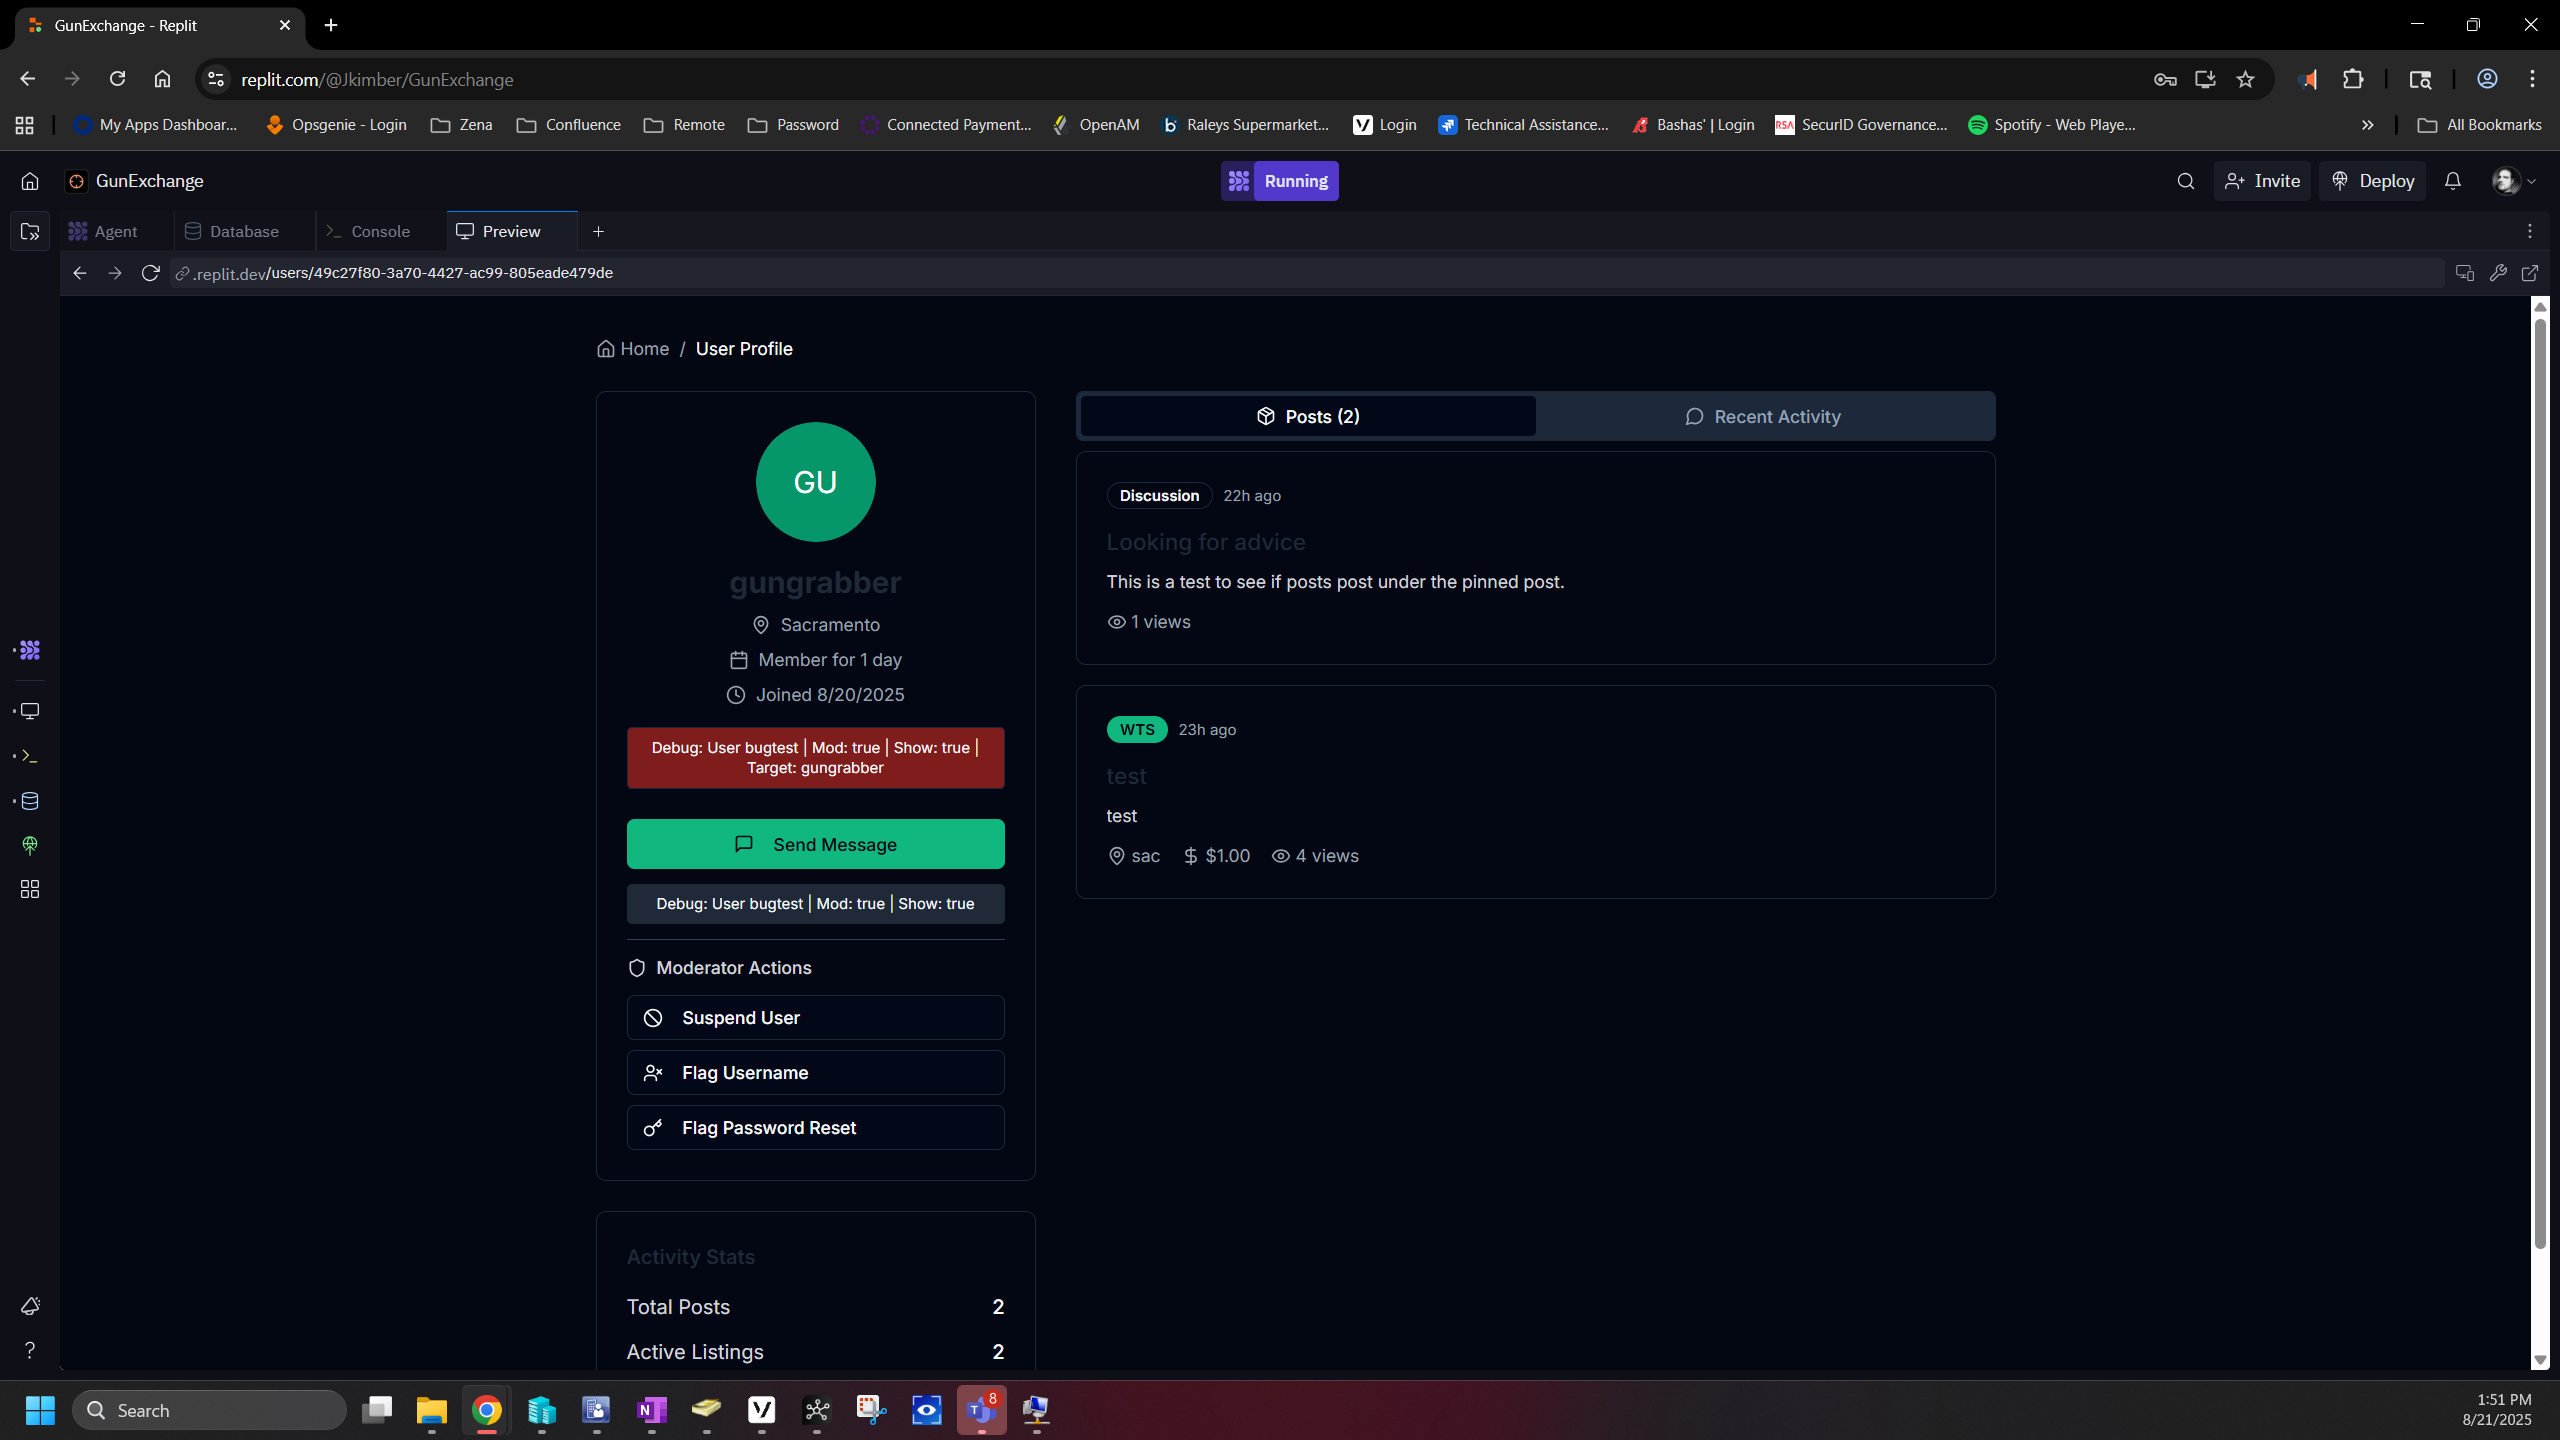 GunExchange - Replit
replit.com/@Jkimber/GunExchange
My Apps Dashboar...
Opsgenie - Login
Zena
Confluence
Remote
Password
Connected Payment...
OpenAM
Raleys Supermarket...
Login
Technical Assistance...
Bashas' | Login
RSA
SecurID Governance...
Spotify - Web Playe...
All Bookmarks
GunExchange
Running
Invite
Deploy
Agent
Database
Console
Preview
.replit.dev/users/49c27f80-3a70-4427-ac99-805eade479de
Home / User Profile
GU
gungrabber
Sacramento
Member for 1 day
Joined 8/20/2025
Debug: User bugtest | Mod: true | Show: true |
Target: gungrabber
Send Message
Debug: User bugtest | Mod: true | Show: true
Moderator Actions
Suspend User
Flag Username
Flag Password Reset
Activity Stats
Total Posts 2
Active Listings 2
Posts (2)
Recent Activity
Discussion 22h ago
Looking for advice
This is a test to see if posts post under the pinned post.
1 views
WTS 23h ago
test
test
sac $1.00 4 views
Search
8
1:51 PM
8/21/2025